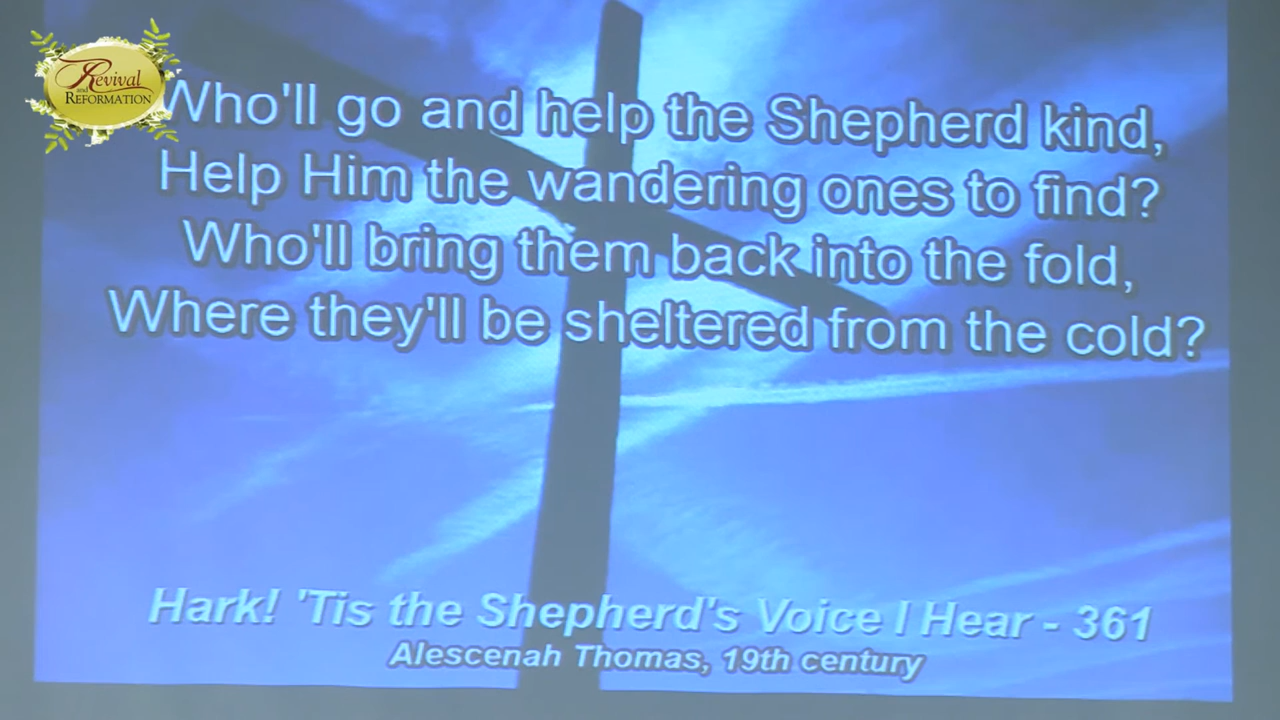 Revival
and
REFORMATION
Who'll go and help the Shepherd kind,
Help Him the wandering ones to find?
Who'll bring them back into the fold,
Where they'll be sheltered from the cold?
Hark! 'Tis the Shepherd's Voice I Hear - 361
Alescenah Thomas, 19th century